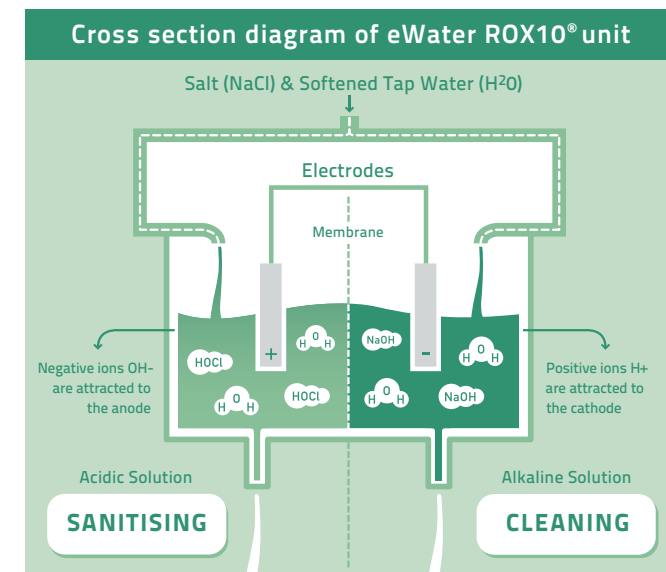 Cross section diagram of eWater ROX10® unit
Salt (NaCl) & Softened Tap Water (H²0)
Electrodes
Membrane
+
-
HOCl
H O H
NaOH
H O H
H O H
HOCl
H O H
NaOH
Negative ions OH-
are attracted to
the anode
Positive ions H+
are attracted to
the cathode
Acidic Solution
SANITISING
Alkaline Solution
CLEANING